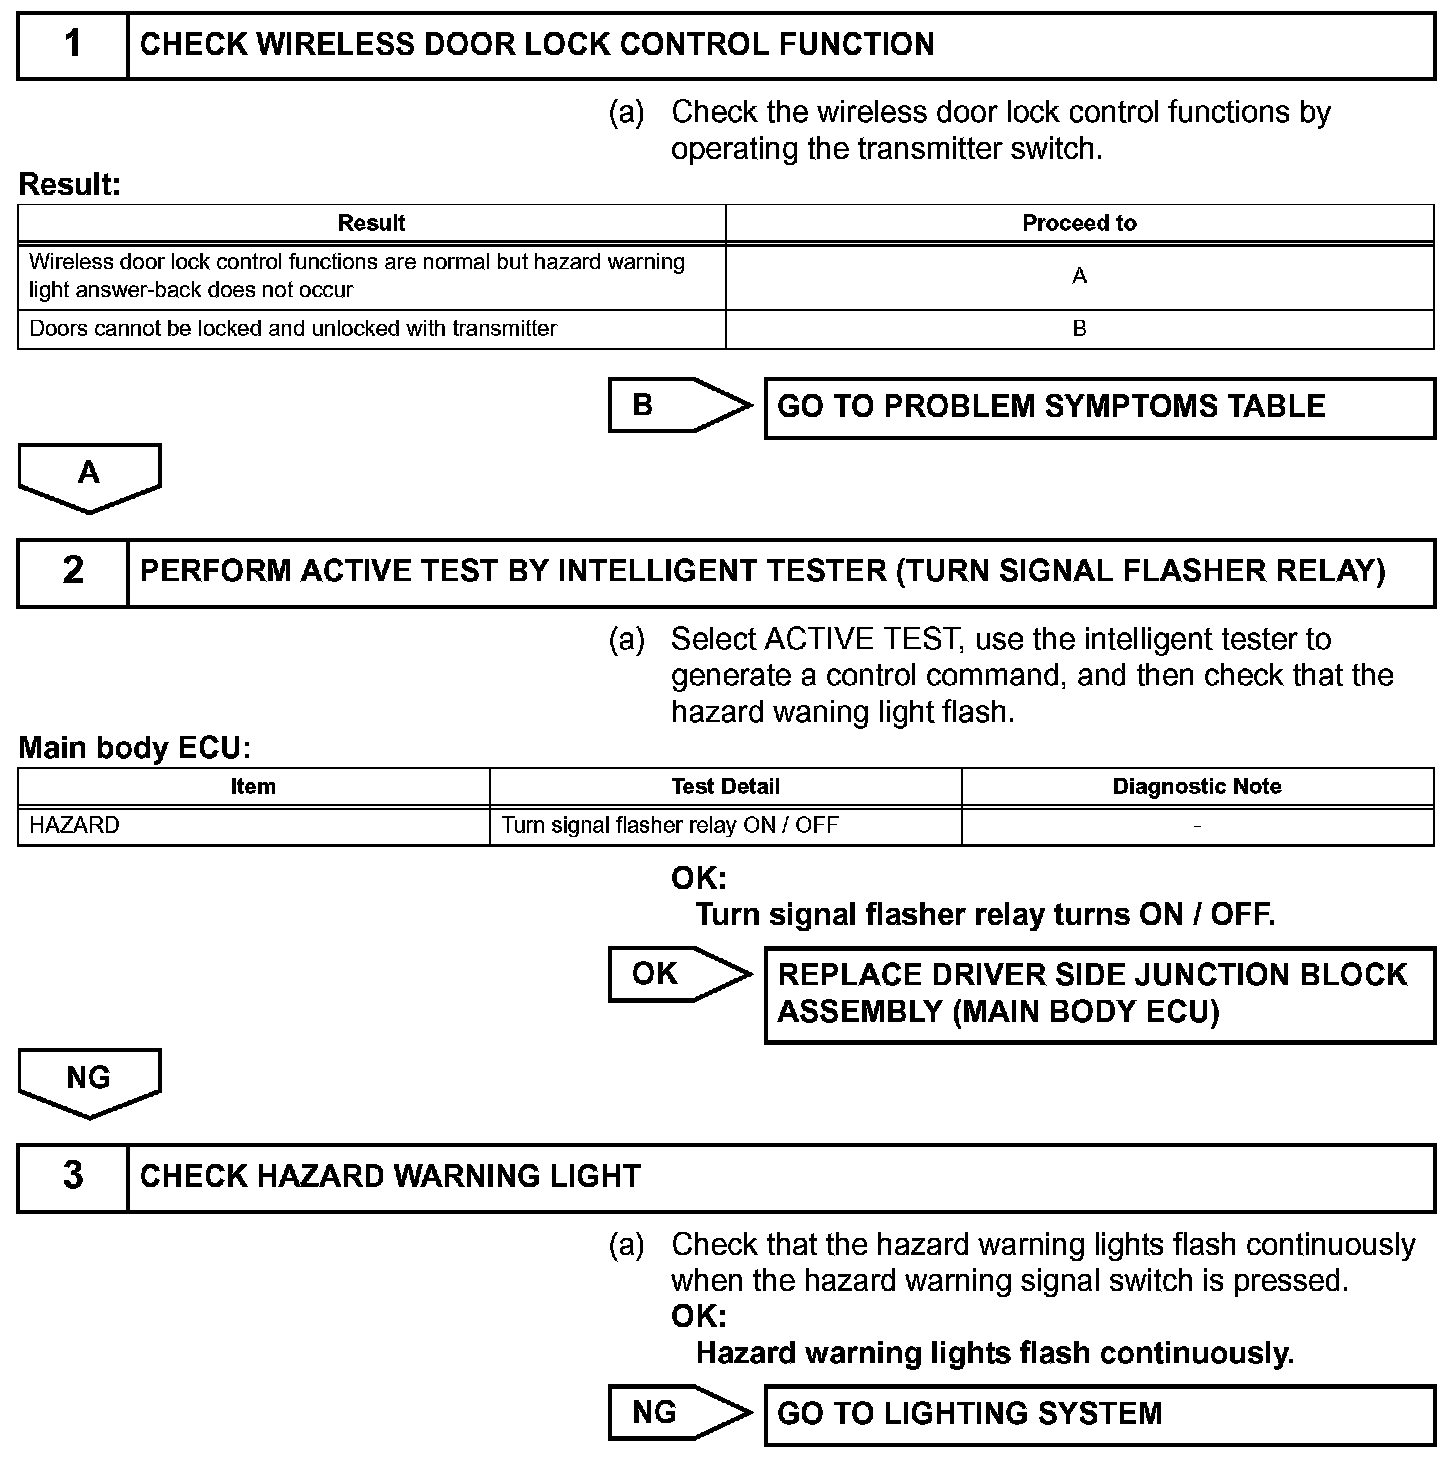 1 CHECK WIRELESS DOOR LOCK CONTROL FUNCTION
(a) Check the wireless door lock control functions by
operating the transmitter switch.
Result:
Result Proceed to
Wireless door lock control functions are normal but hazard warning
light answer-back does not occur
A
Doors cannot be locked and unlocked with transmitter B
B GO TO PROBLEM SYMPTOMS TABLE
A
2 PERFORM ACTIVE TEST BY INTELLIGENT TESTER (TURN SIGNAL FLASHER RELAY)
(a) Select ACTIVE TEST, use the intelligent tester to
generate a control command, and then check that the
hazard waning light flash.
Main body ECU:
Item Test Detail Diagnostic Note
HAZARD Turn signal flasher relay ON / OFF -
OK:
Turn signal flasher relay turns ON / OFF.
OK REPLACE DRIVER SIDE JUNCTION BLOCK
ASSEMBLY (MAIN BODY ECU)
NG
3 CHECK HAZARD WARNING LIGHT
(a) Check that the hazard warning lights flash continuously
when the hazard warning signal switch is pressed.
OK:
Hazard warning lights flash continuously.
NG GO TO LIGHTING SYSTEM